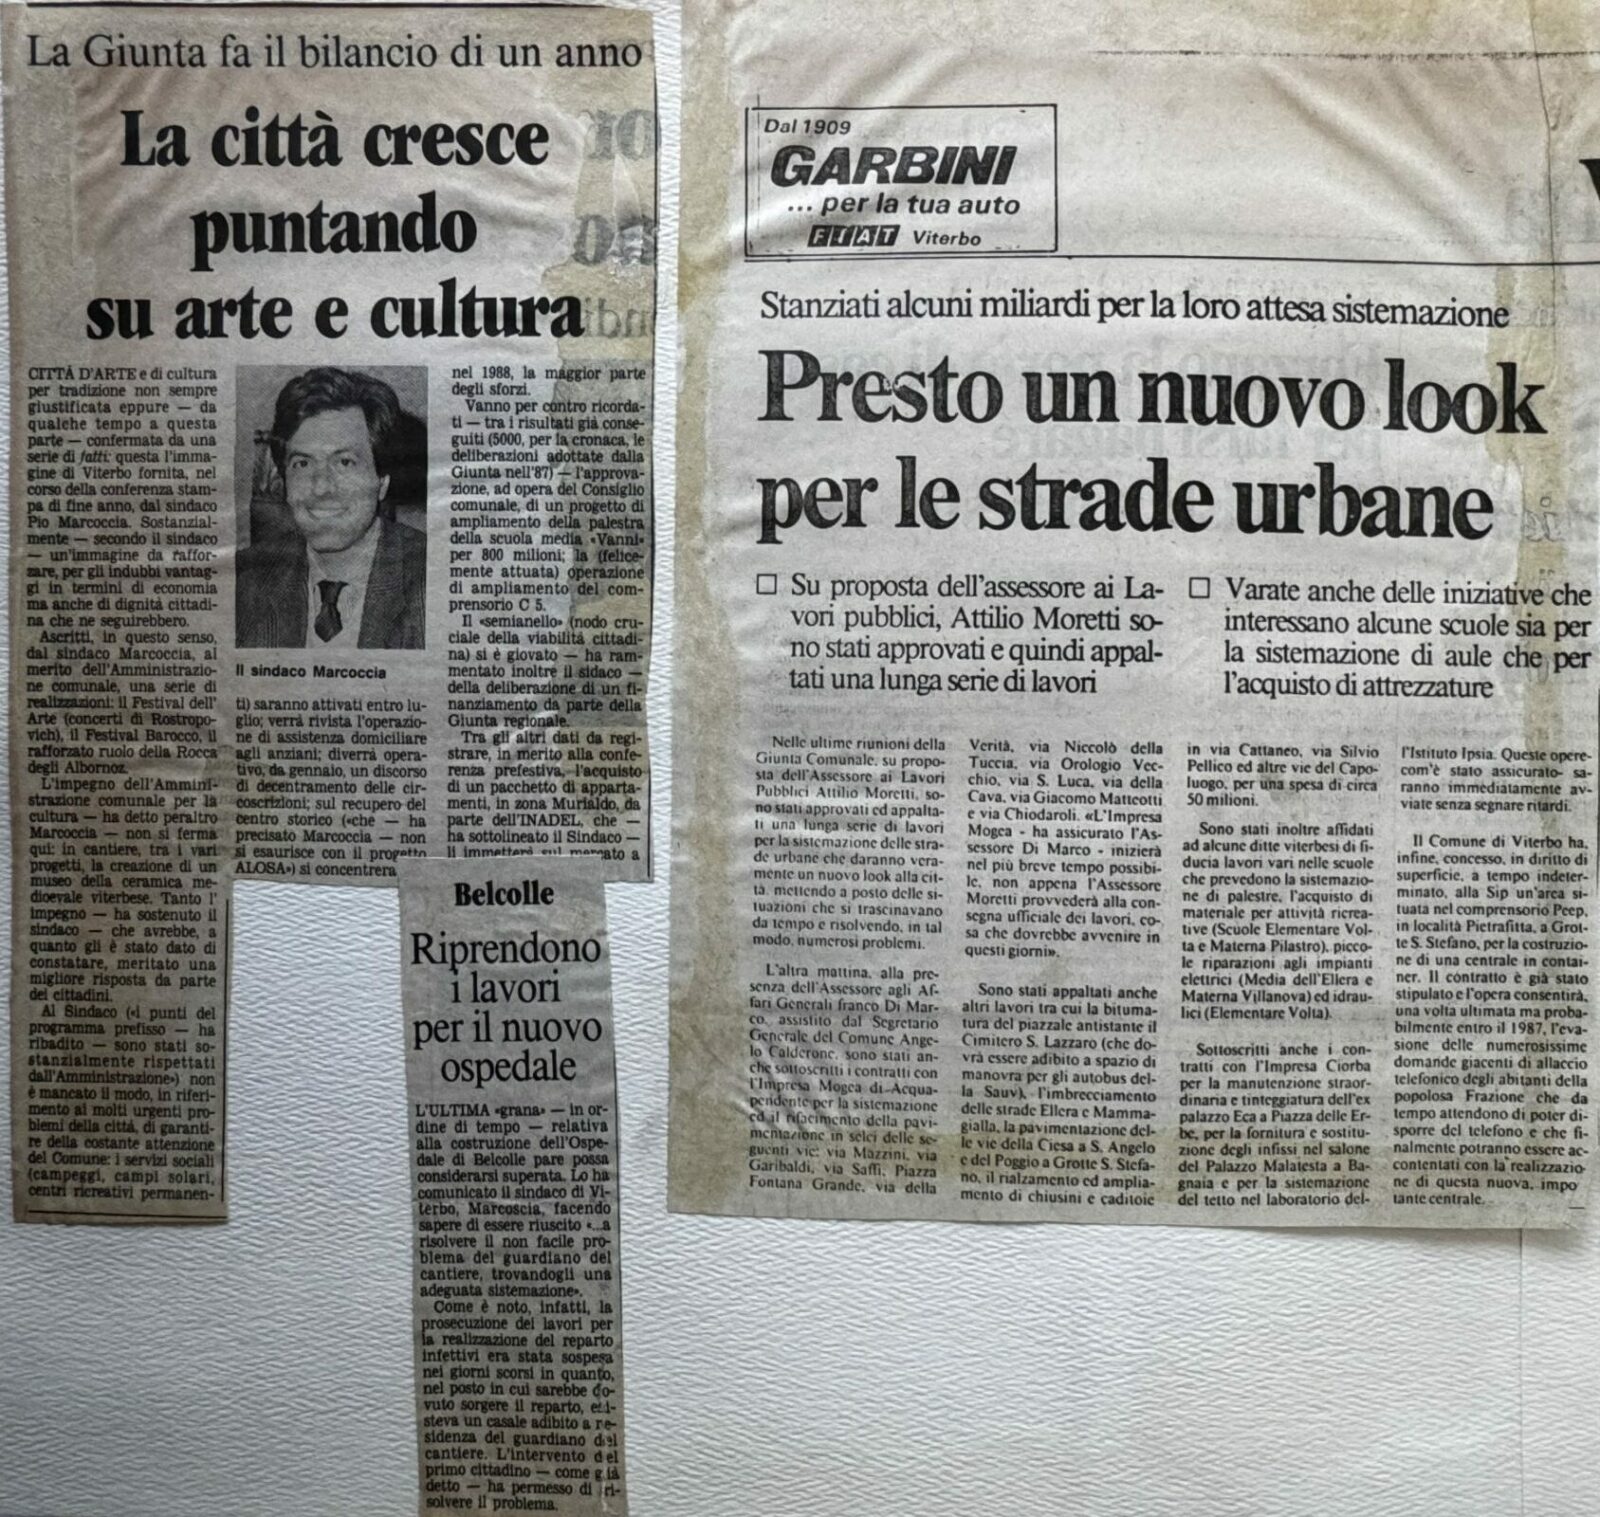 La Giunta fa il bilancio di un anno
La città cresce
puntando
su arte e cultura
CITTÀ D'ARTE e di cultura
per tradizione non sempre
giustificata eppure — da
qualche tempo a questa
parte — confermata da una
serie di fatti: questa l'imma-
gine di Viterbo fornita, nel
corso della conferenza stam-
pa di fine anno, dal sindaco
Pio Marcoccia. Sostanzial-
mente — secondo il sindaco
— un'immagine da raffor-
zare, per gli indubbi vantag-
gi in termini di economia
ma anche di dignità cittadi-
na che ne seguirebbero.
Ascritti, in questo senso,
dal sindaco Marcoccia, al
merito dell'Amministrazio-
ne comunale, una serie di
realizzazioni: il Festival dell'
Arte (concerti di Rostropo-
vich), il Festival Barocco, il
rafforzato ruolo della Rocca
degli Albornoz.
L'impegno dell'Ammini-
strazione comunale per la
cultura — ha detto peraltro
Marcoccia — non si ferma
qui: in cantiere, tra i vari
progetti, la creazione di un
museo della ceramica me-
dioevale viterbese. Tanto l'
impegno — ha sostenuto il
sindaco — che avrebbe, a
quanto gli è stato dato di
constatare, meritato una
migliore risposta da parte
dei cittadini.
Al Sindaco («i punti del
programma prefisso — ha
ribadito — sono stati so-
stanzialmente rispettati
dall'Amministrazione») non
è mancato il modo, in riferi-
mento ai molti urgenti pro-
blemi della città, di garanti-
re della costante attenzione
del Comune: i servizi sociali
(campeggi, campi solari,
centri ricreativi permanen-
Il sindaco Marcoccia
ti) saranno attivati entro lu-
glio; verrà rivista l'operazio-
ne di assistenza domiciliare
agli anziani; diverrà opera-
tivo, da gennaio, un discorso
di decentramento delle cir-
coscrizioni; sul recupero del
centro storico («che — ha
precisato Marcoccia — non
si esaurisce con il progetto
ALOSA») si concentrera
nel 1988, la maggior parte
degli sforzi.
Vanno per contro ricorda-
ti — tra i risultati già conse-
guiti (5000, per la cronaca, le
deliberazioni adottate dalla
Giunta nell'87) — l'approva-
zione, ad opera del Consiglio
comunale, di un progetto di
ampliamento della palestra
della scuola media «Vanni»
per 800 milioni; la (felice-
mente attuata) operazione
di ampliamento del com-
prensorio C 5.
Il «semianello» (nodo cru-
ciale della viabilità cittadi-
na) si è giovato — ha ram-
mentato inoltre il sidaco —
della deliberazione di un fi-
nanziamento da parte della
Giunta regionale.
Tra gli altri dati da regi-
strare, in merito alla confe-
renza prefestiva, l'acquisto
di un pacchetto di apparta-
menti, in zona Murialdo, da
parte dell'INADEL, che —
ha sottolineato il Sindaco —
li immetterà sul mercato a
Belcolle
Riprendono
i lavori
per il nuovo
ospedale
L'ULTIMA «grana» — in or-
dine di tempo — relativa
alla costruzione dell'Ospe-
dale di Belcolle pare possa
considerarsi superata. Lo ha
comunicato il sindaco di Vi-
terbo, Marcoscia, facendo
sapere di essere riuscito «...a
risolvere il non facile pro-
blema del guardiano del
cantiere, trovandogli una
adeguata sistemazione».
Come è noto, infatti, la
prosecuzione dei lavori per
la realizzazione del reparto
infettivi era stata sospesa
nei giorni scorsi in quanto,
nel posto in cui sarebbe do-
vuto sorgere il reparto, esi-
steva un casale adibito a re-
sidenza del guardiano del
cantiere. L'intervento del
primo cittadino — come già
detto — ha permesso di ri-
solvere il problema.
Dal 1909
GARBINI
... per la tua auto
FIAT Viterbo
Stanziati alcuni miliardi per la loro attesa sistemazione
Presto un nuovo look
per le strade urbane
□ Su proposta dell'assessore ai La-
vori pubblici, Attilio Moretti so-
no stati approvati e quindi appal-
tati una lunga serie di lavori
□ Varate anche delle iniziative che
interessano alcune scuole sia per
la sistemazione di aule che per
l'acquisto di attrezzature
Nelle ultime riunioni della
Giunta Comunale, su propo-
sta dell'Assessore ai Lavori
Pubblici Attilio Moretti, so-
no stati approvati ed appalta-
ti una lunga serie di lavori
per la sistemazione delle stra-
de urbane che daranno vera-
mente un nuovo look alla cit-
tà, mettendo a posto delle si-
tuazioni che si trascinavano
da tempo e risolvendo, in tal
modo, numerosi problemi.
L'altra mattina, alla pre-
senza dell'Assessore agli Af-
fari Generali franco Di Mar-
co, assistito dal Segretario
Generale del Comune Ange-
lo Calderone, sono stati an-
che sottoscritti i contratti con
l'Impresa Mogea di Acqua-
pendente per la sistemazione
ed il rifacimento della pavi-
mentazione in selci delle se-
guenti vie: via Mazzini, via
Garibaldi, via Saffi, Piazza
Fontana Grande, via della
Verità, via Niccolò della
Tuccia, via Orologio Vec-
chio, via S. Luca, via della
Cava, via Giacomo Matteotti
e via Chiodaroli. «L'Impresa
Mogea - ha assicurato l'As-
sessore Di Marco - inizierà
nel più breve tempo possibi-
le, non appena l'Assessore
Moretti provvederà alla con-
segna ufficiale dei lavori, co-
sa che dovrebbe avvenire in
questi giorni».
Sono stati appaltati anche
altri lavori tra cui la bituma-
tura del piazzale antistante il
Cimitero S. Lazzaro (che do-
vrà essere adibito a spazio di
manovra per gli autobus del-
la Sauv), l'imbrecciamento
delle strade Ellera e Mamma-
gialla, la pavimentazione del-
le vie della Ciesa a S. Angelo
e del Poggio a Grotte S. Stefa-
no, il rialzamento ed amplia-
mento di chiusini e caditoie
in via Cattaneo, via Silvio
Pellico ed altre vie del Capo-
luogo, per una spesa di circa
50 milioni.
Sono stati inoltre affidati
ad alcune ditte viterbesi di fi-
ducia lavori vari nelle scuole
che prevedono la sistemazio-
ne di palestre, l'acquisto di
materiale per attività ricrea-
tive (Scuole Elementare Vol-
ta e Materna Pilastro), picco-
le riparazioni agli impianti
elettrici (Media dell'Ellera e
Materna Villanova) ed idrau-
lici (Elementare Volta).
Sottoscritti anche i con-
tratti con l'Impresa Ciorba
per la manutenzione straor-
dinaria e tinteggiatura dell'ex
palazzo Eca a Piazza delle Er-
be, per la fornitura e sostitu-
zione degli infissi nel salone
del Palazzo Malatesta a Ba-
gnaia e per la sistemazione
del tetto nel laboratorio del-
l'Istituto Ipsia. Queste opere-
com'è stato assicurato- sa-
ranno immediatamente av-
viate senza segnare ritardi.
Il Comune di Viterbo ha,
infine, concesso, in diritto di
superficie, a tempo indeter-
minato, alla Sip un'area si-
tuata nel comprensorio Peep,
in località Pietrafitta, a Grot-
te S. Stefano, per la costruzio-
ne di una centrale in contai-
ner. Il contratto è già stato
stipulato e l'opera consentirà,
una volta ultimata ma proba-
bilmente entro il 1987, l'eva-
sione delle numerosissime
domande giacenti di allaccio
telefonico degli abitanti della
popolosa Frazione che da
tempo attendono di poter di-
sporre del telefono e che fi-
nalmente potranno essere ac-
contentati con la realizzazio-
ne di questa nuova, impo
tante centrale.